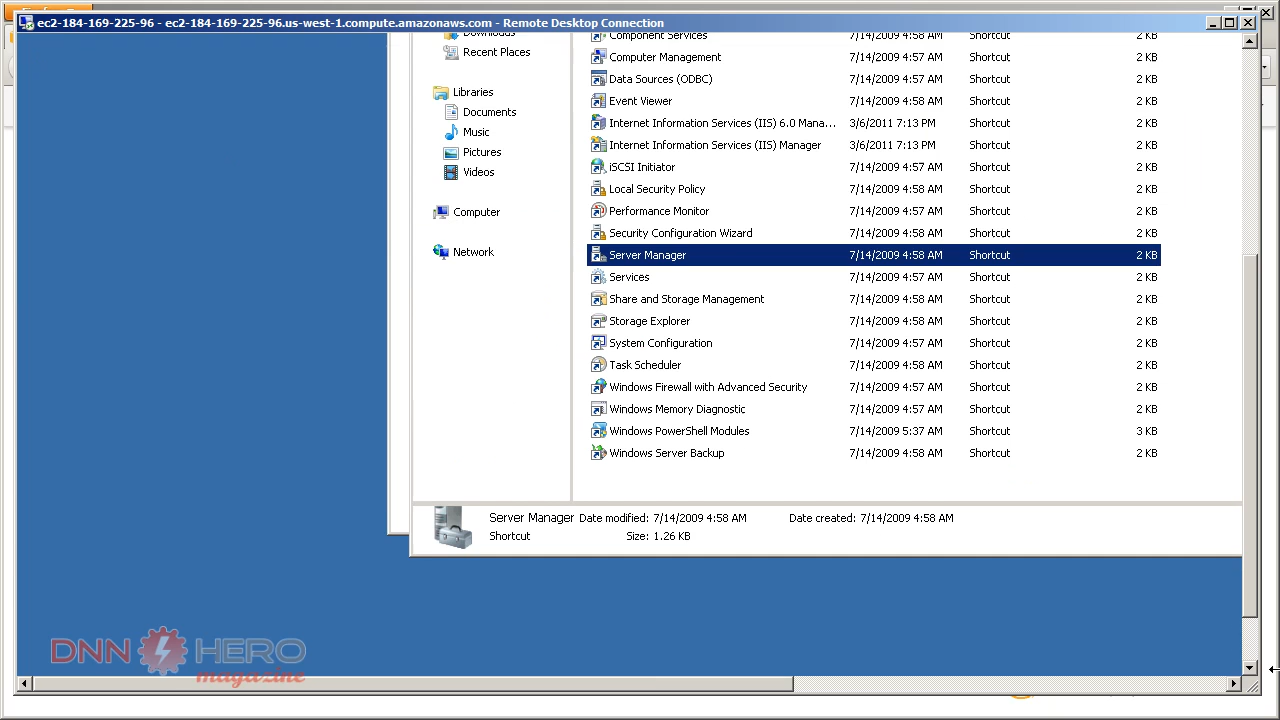 ec2-184-169-225-96 - ec2-184-169-225-96.us-west-1.compute.amazonaws.com - Remote Desktop Connection
Downloads
Recent Places
Libraries
Documents
Music
Pictures
Videos
Computer
Network
Component Services 7/14/2009 4:58 AM Shortcut 2 KB
Computer Management 7/14/2009 4:57 AM Shortcut 2 KB
Data Sources (ODBC) 7/14/2009 4:57 AM Shortcut 2 KB
Event Viewer 7/14/2009 4:58 AM Shortcut 2 KB
Internet Information Services (IIS) 6.0 Mana... 3/6/2011 7:13 PM Shortcut 2 KB
Internet Information Services (IIS) Manager 3/6/2011 7:13 PM Shortcut 2 KB
iSCSI Initiator 7/14/2009 4:57 AM Shortcut 2 KB
Local Security Policy 7/14/2009 4:58 AM Shortcut 2 KB
Performance Monitor 7/14/2009 4:57 AM Shortcut 2 KB
Security Configuration Wizard 7/14/2009 4:58 AM Shortcut 2 KB
Server Manager 7/14/2009 4:58 AM Shortcut 2 KB
Services 7/14/2009 4:57 AM Shortcut 2 KB
Share and Storage Management 7/14/2009 4:58 AM Shortcut 2 KB
Storage Explorer 7/14/2009 4:58 AM Shortcut 2 KB
System Configuration 7/14/2009 4:57 AM Shortcut 2 KB
Task Scheduler 7/14/2009 4:58 AM Shortcut 2 KB
Windows Firewall with Advanced Security 7/14/2009 4:57 AM Shortcut 2 KB
Windows Memory Diagnostic 7/14/2009 4:57 AM Shortcut 2 KB
Windows PowerShell Modules 7/14/2009 5:37 AM Shortcut 3 KB
Windows Server Backup 7/14/2009 4:58 AM Shortcut 2 KB
Server Manager Date modified: 7/14/2009 4:58 AM Date created: 7/14/2009 4:58 AM
Shortcut Size: 1.26 KB
DNN HERO
magazine